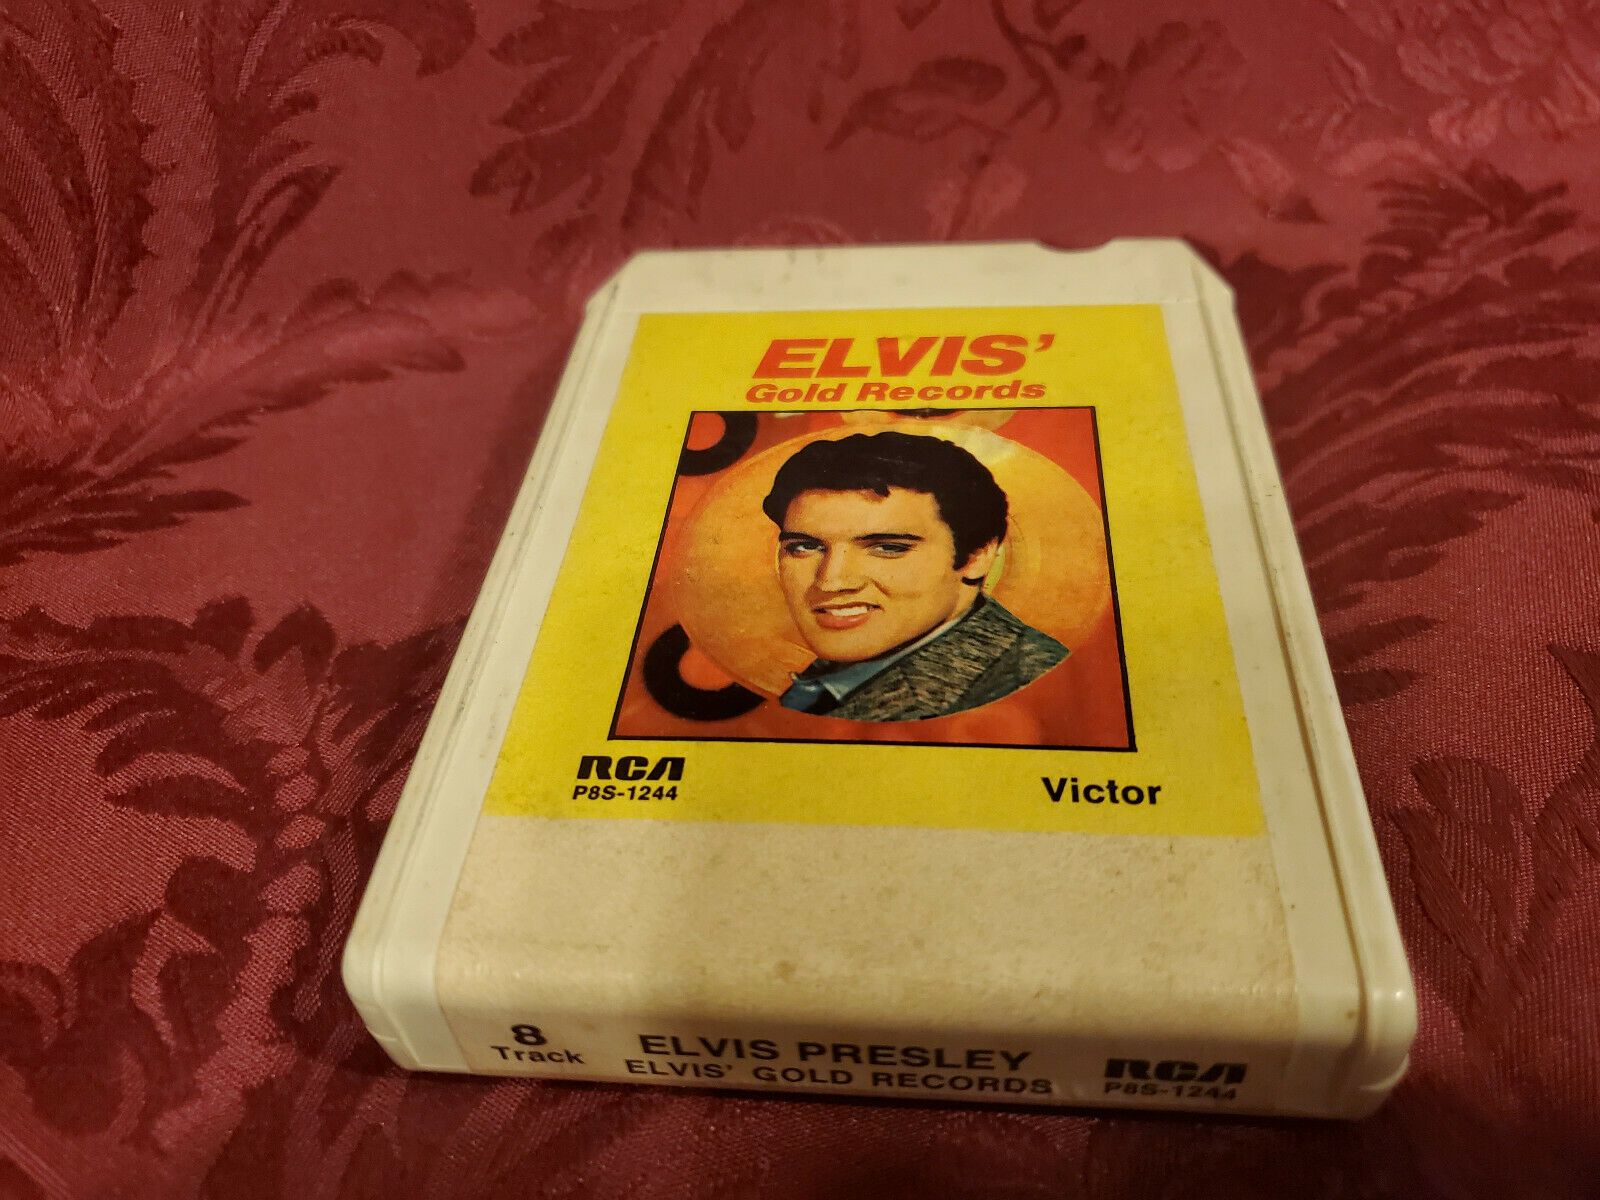 ELVIS'
Gold Records
RCA
P8S-1244
Victor
8
Track
ELVIS PRESLEY
ELVIS' GOLD RECORDS
RCA
P8S-1244